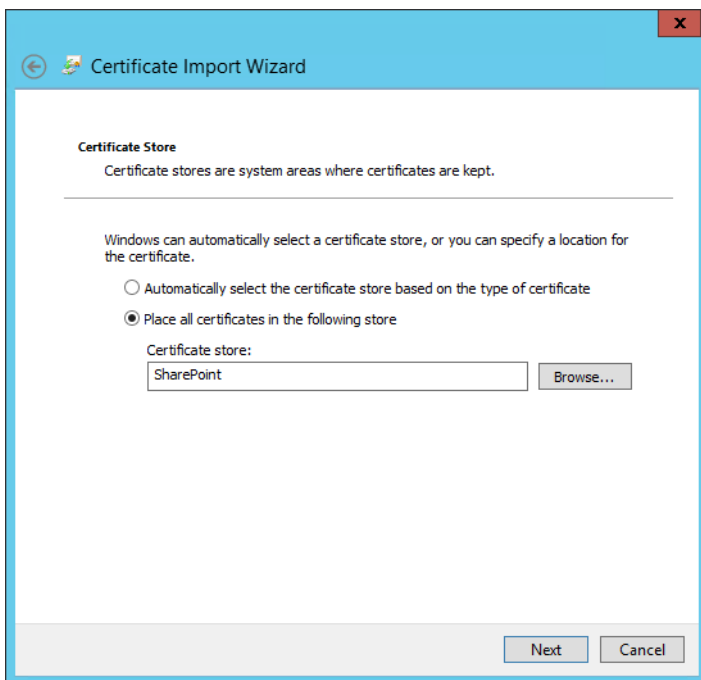 x
Certificate Import Wizard
Certificate Store
Certificate stores are system areas where certificates are kept.
Windows can automatically select a certificate store, or you can specify a location for
the certificate.
Automatically select the certificate store based on the type of certificate
Place all certificates in the following store
Certificate store:
SharePoint
Browse...
Next
Cancel